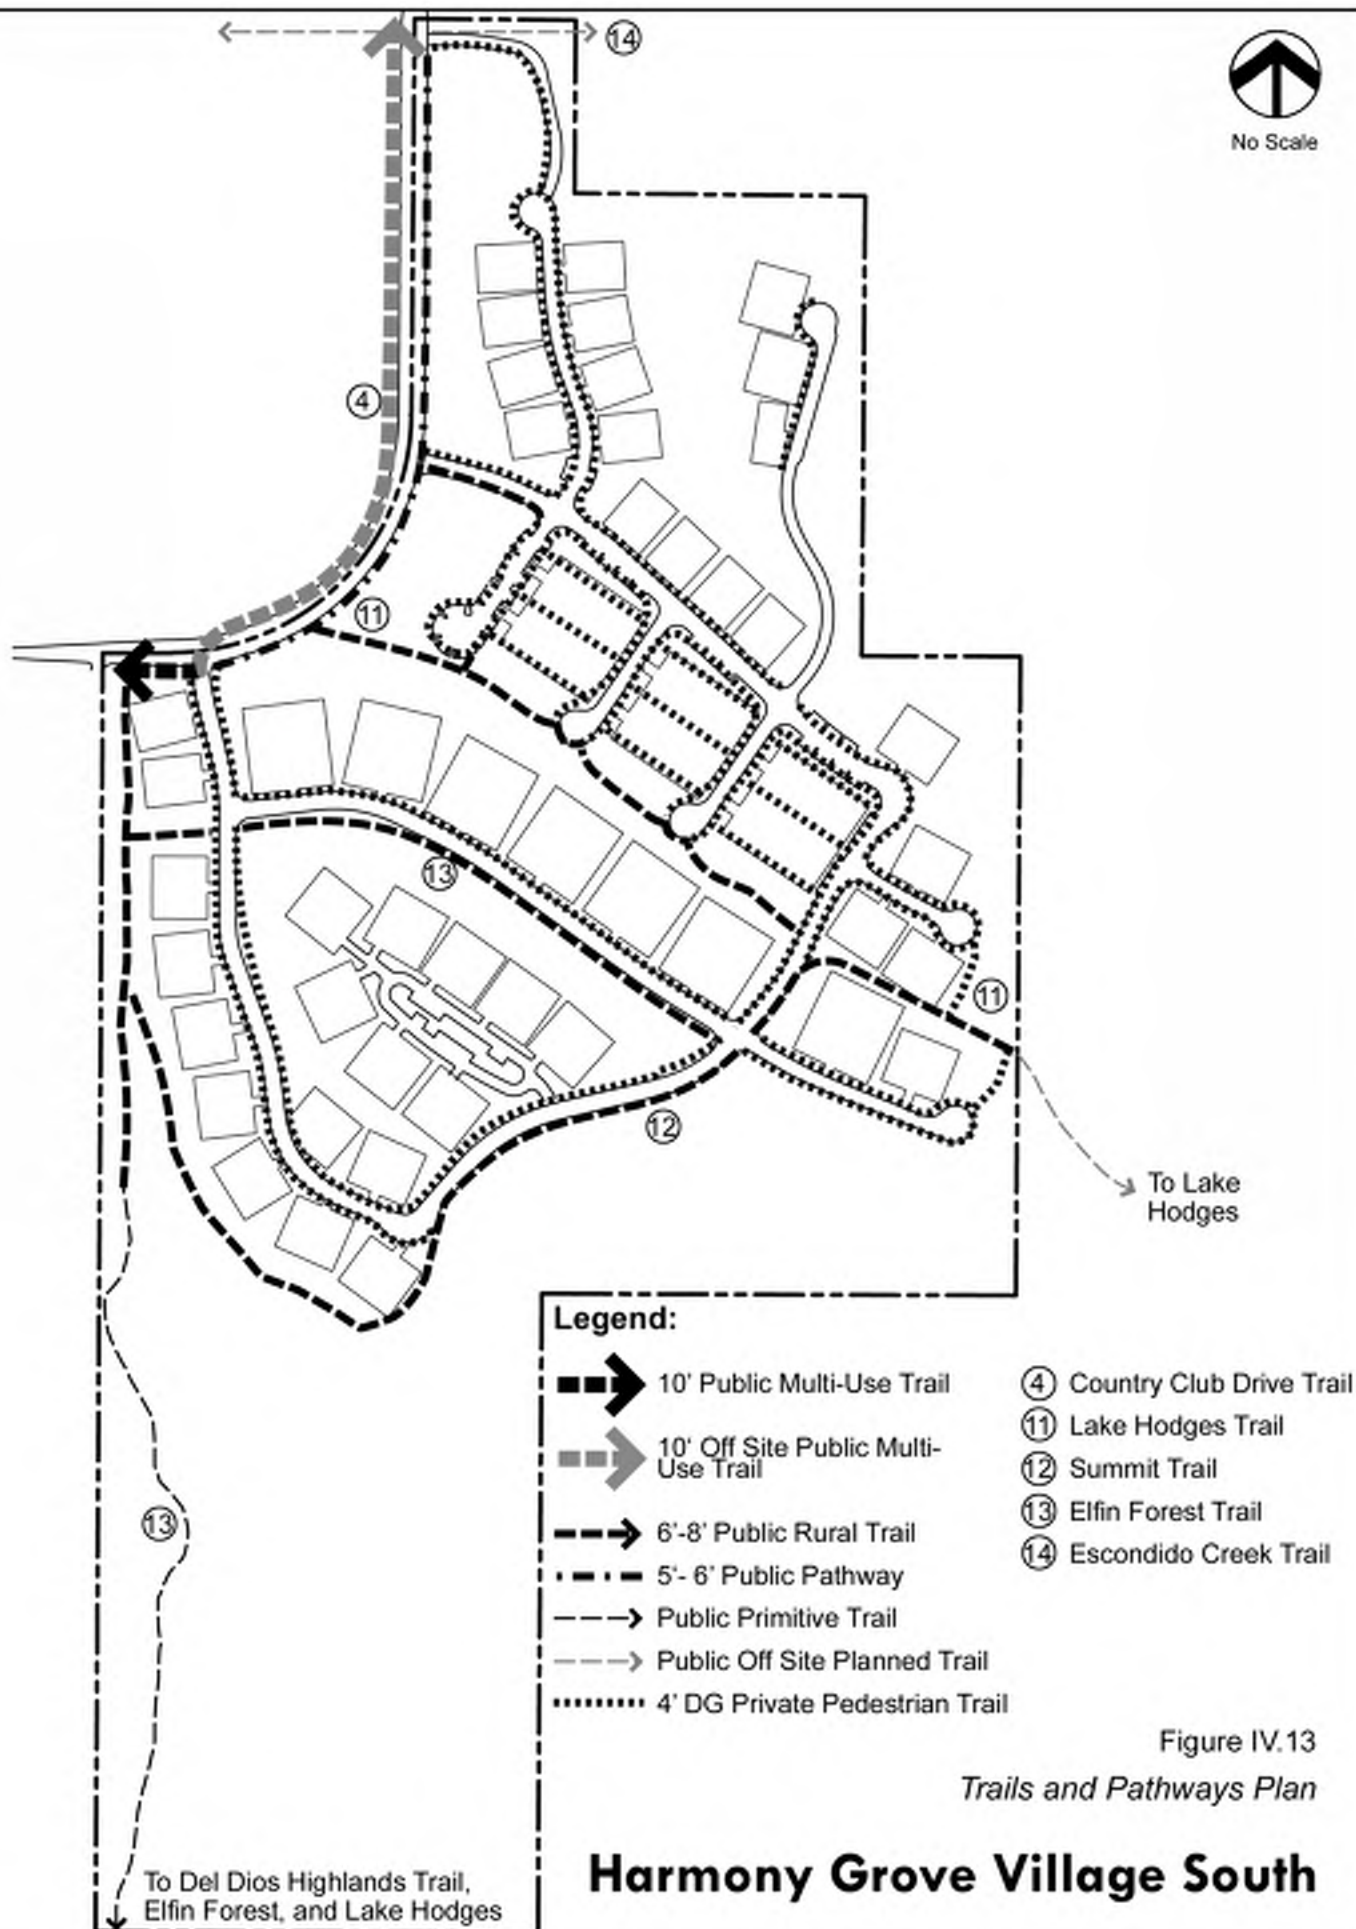 14
No Scale
4
11
13
11
12
To Lake
Hodges
13
Legend:
10' Public Multi-Use Trail
10' Off Site Public Multi-
Use Trail
6'-8' Public Rural Trail
5'- 6' Public Pathway
Public Primitive Trail
Public Off Site Planned Trail
4' DG Private Pedestrian Trail
4 Country Club Drive Trail
11 Lake Hodges Trail
12 Summit Trail
13 Elfin Forest Trail
14 Escondido Creek Trail
Figure IV.13
Trails and Pathways Plan
Harmony Grove Village South
To Del Dios Highlands Trail,
Elfin Forest, and Lake Hodges